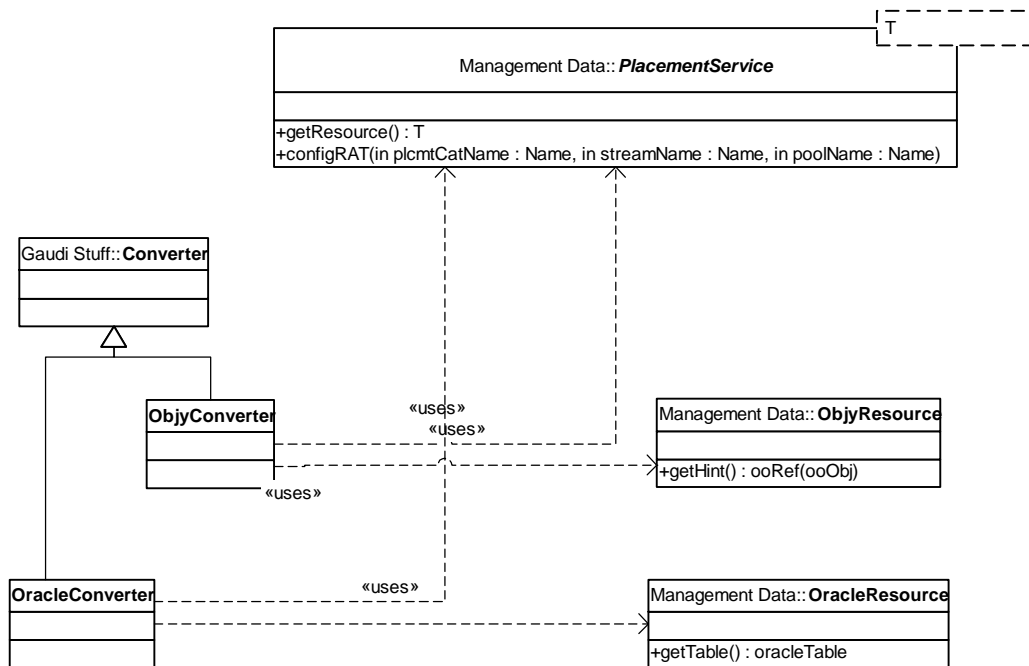 T
Management Data::PlacementService
+getResource() : T
+configRAT(in plcmtCatName : Name, in streamName : Name, in poolName : Name)
Gaudi Stuff::Converter
ObjyConverter
«uses»
«uses»
Management Data::ObjyResource
+getHint() : ooRef(ooObj)
«uses»
OracleConverter
«uses»
Management Data::OracleResource
+getTable() : oracleTable